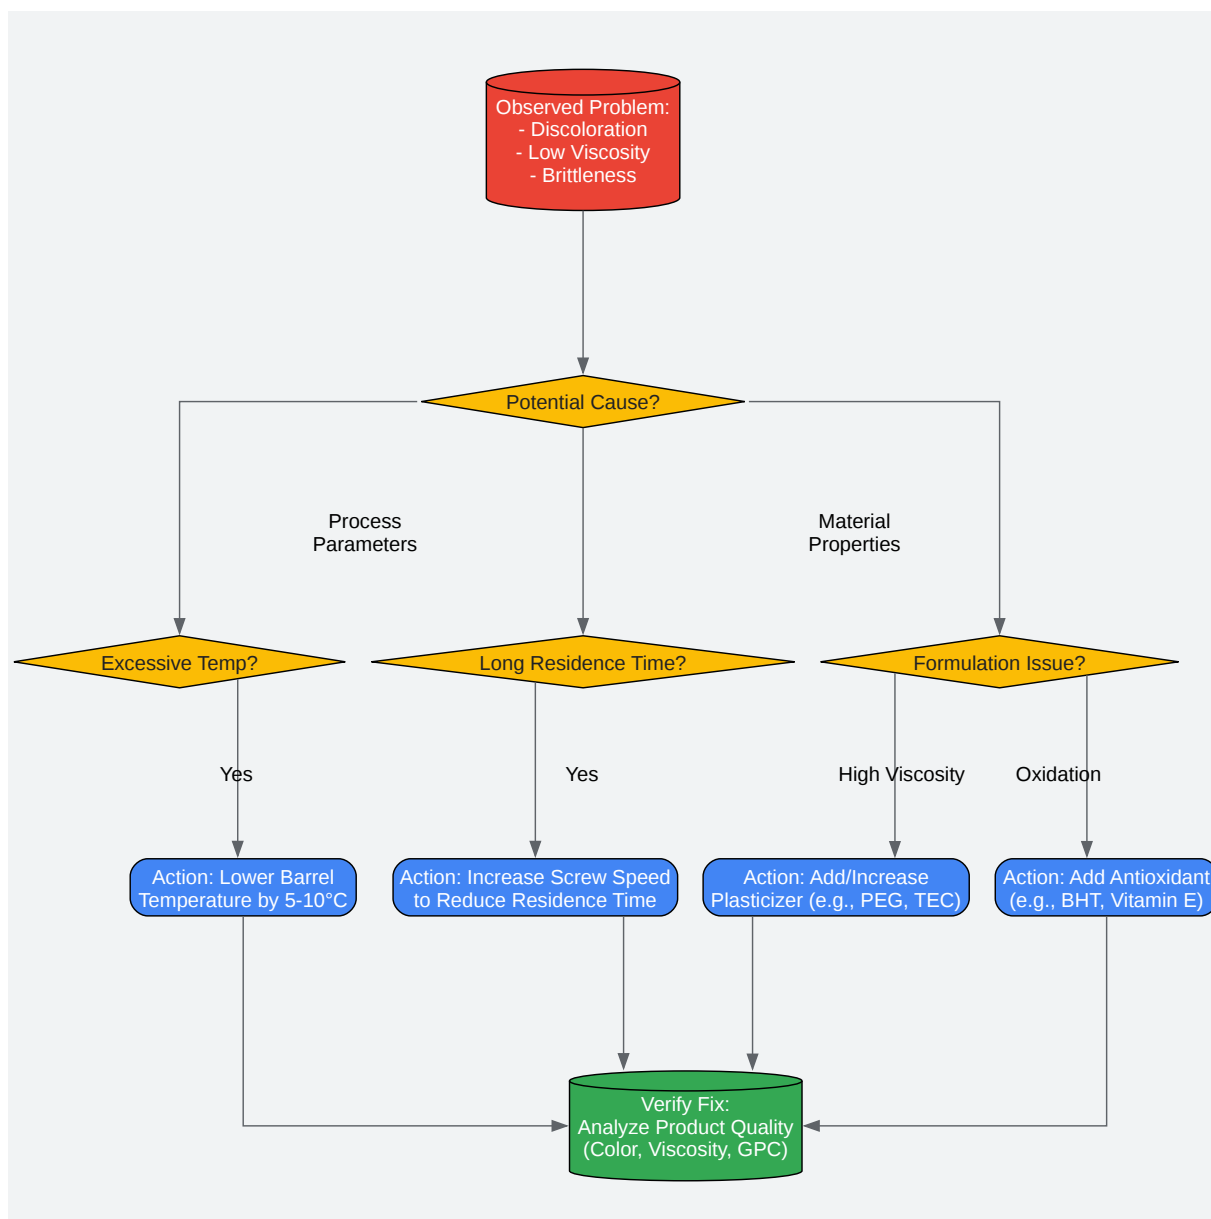 Observed Problem:
- Discoloration
- Low Viscosity
- Brittleness
Potential Cause?
Process
Parameters
Material
Properties
Excessive Temp?
Long Residence Time?
Formulation Issue?
Yes
Yes
High Viscosity
Oxidation
Action: Lower Barrel
Temperature by 5-10°C
Action: Increase Screw Speed
to Reduce Residence Time
Action: Add/Increase
Plasticizer (e.g., PEG, TEC)
Action: Add Antioxidant
(e.g., BHT, Vitamin E)
Verify Fix:
Analyze Product Quality
(Color, Viscosity, GPC)